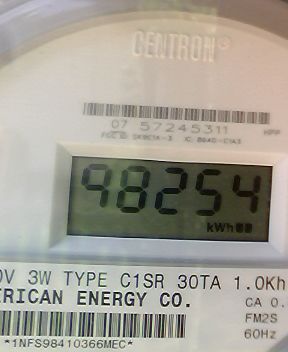 CENTRON®
07 57245311
98254
kWh
0V 3W TYPE C1SR 30TA 1.0Kh
ERICAN ENERGY CO.
CA 0.
FM2S
60Hz
*1NFS98410366MEC*